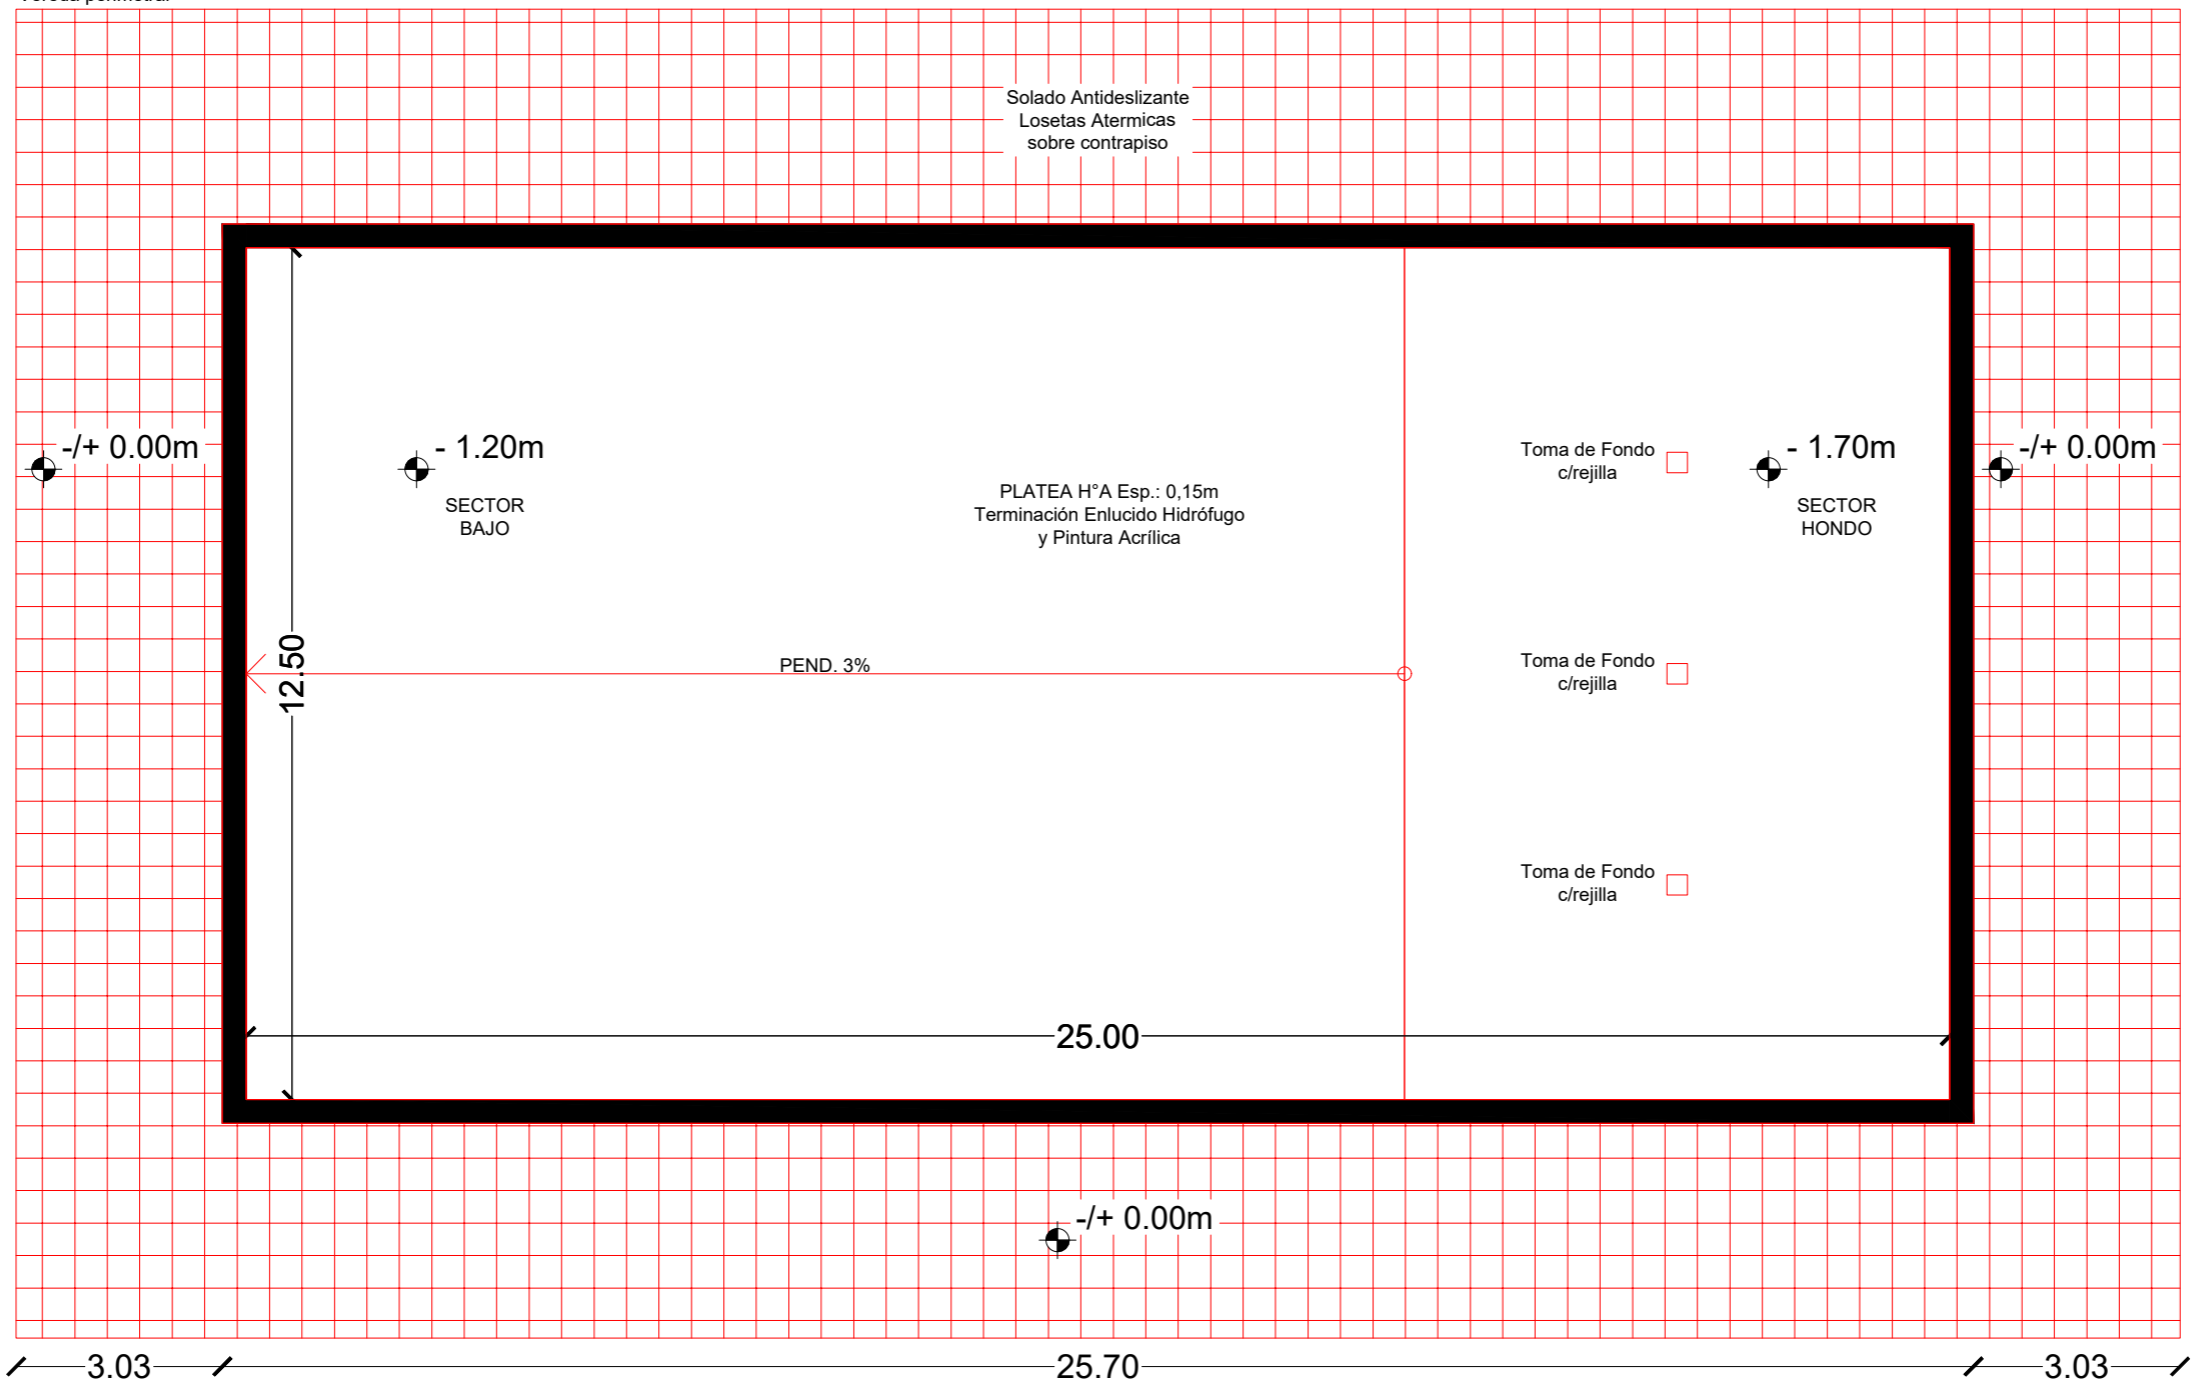 Solado Antideslizante
Losetas Atermicas
sobre contrapiso
-/+ 0.00m
- 1.20m
SECTOR
BAJO
PLATEA H°A Esp.: 0,15m
Terminación Enlucido Hidrófugo
y Pintura Acrílica
Toma de Fondo
c/rejilla
- 1.70m
SECTOR
HONDO
-/+ 0.00m
12.50
PEND. 3%
Toma de Fondo
c/rejilla
Toma de Fondo
c/rejilla
25.00
-/+ 0.00m
3.03
25.70
3.03